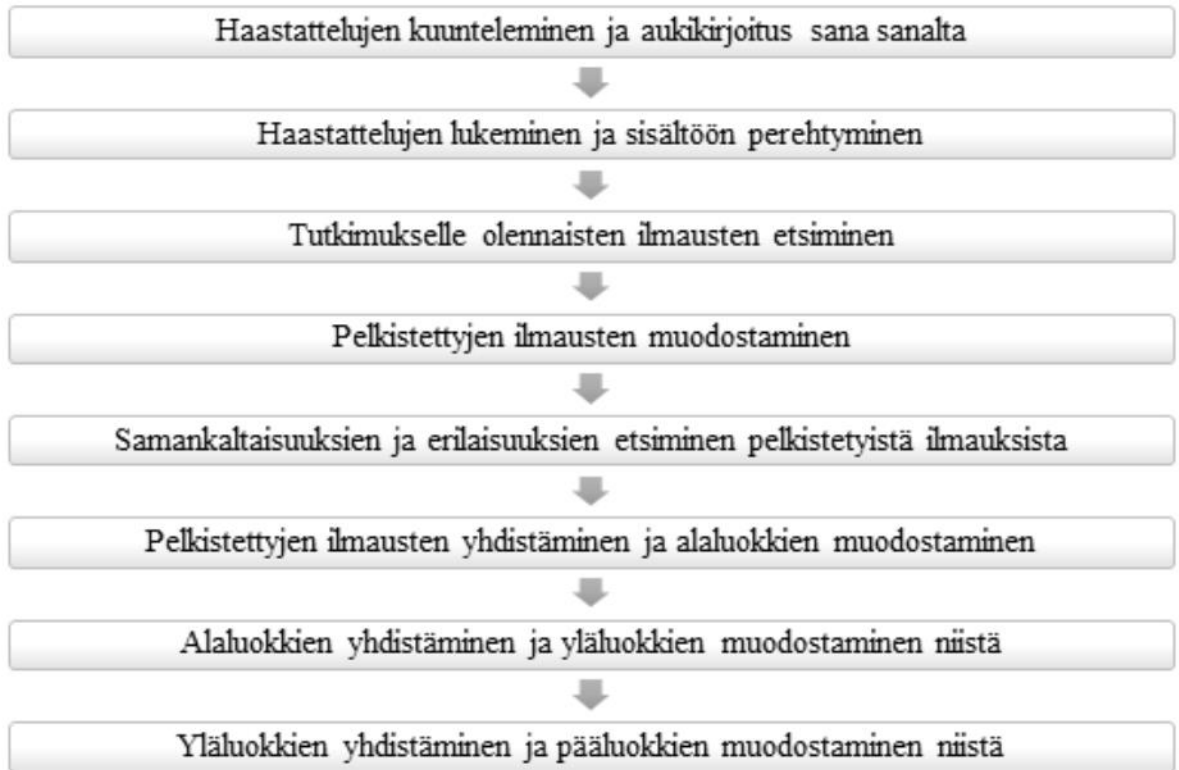 Haastattelujen kuunteleminen ja aukikirjoitus sana sanalta
Haastattelujen lukeminen ja sisältöön perehtyminen
Tutkimukselle olennaisten ilmausten etsiminen
Pelkistettyjen ilmausten muodostaminen
Samankaltaisuuksien ja erilaisuuksien etsiminen pelkistetyistä ilmauksista
Pelkistettyjen ilmausten yhdistäminen ja alaluokkien muodostaminen
Alaluokkien yhdistäminen ja yläluokkien muodostaminen niistä
Yläluokkien yhdistäminen ja pääluokkien muodostaminen niistä